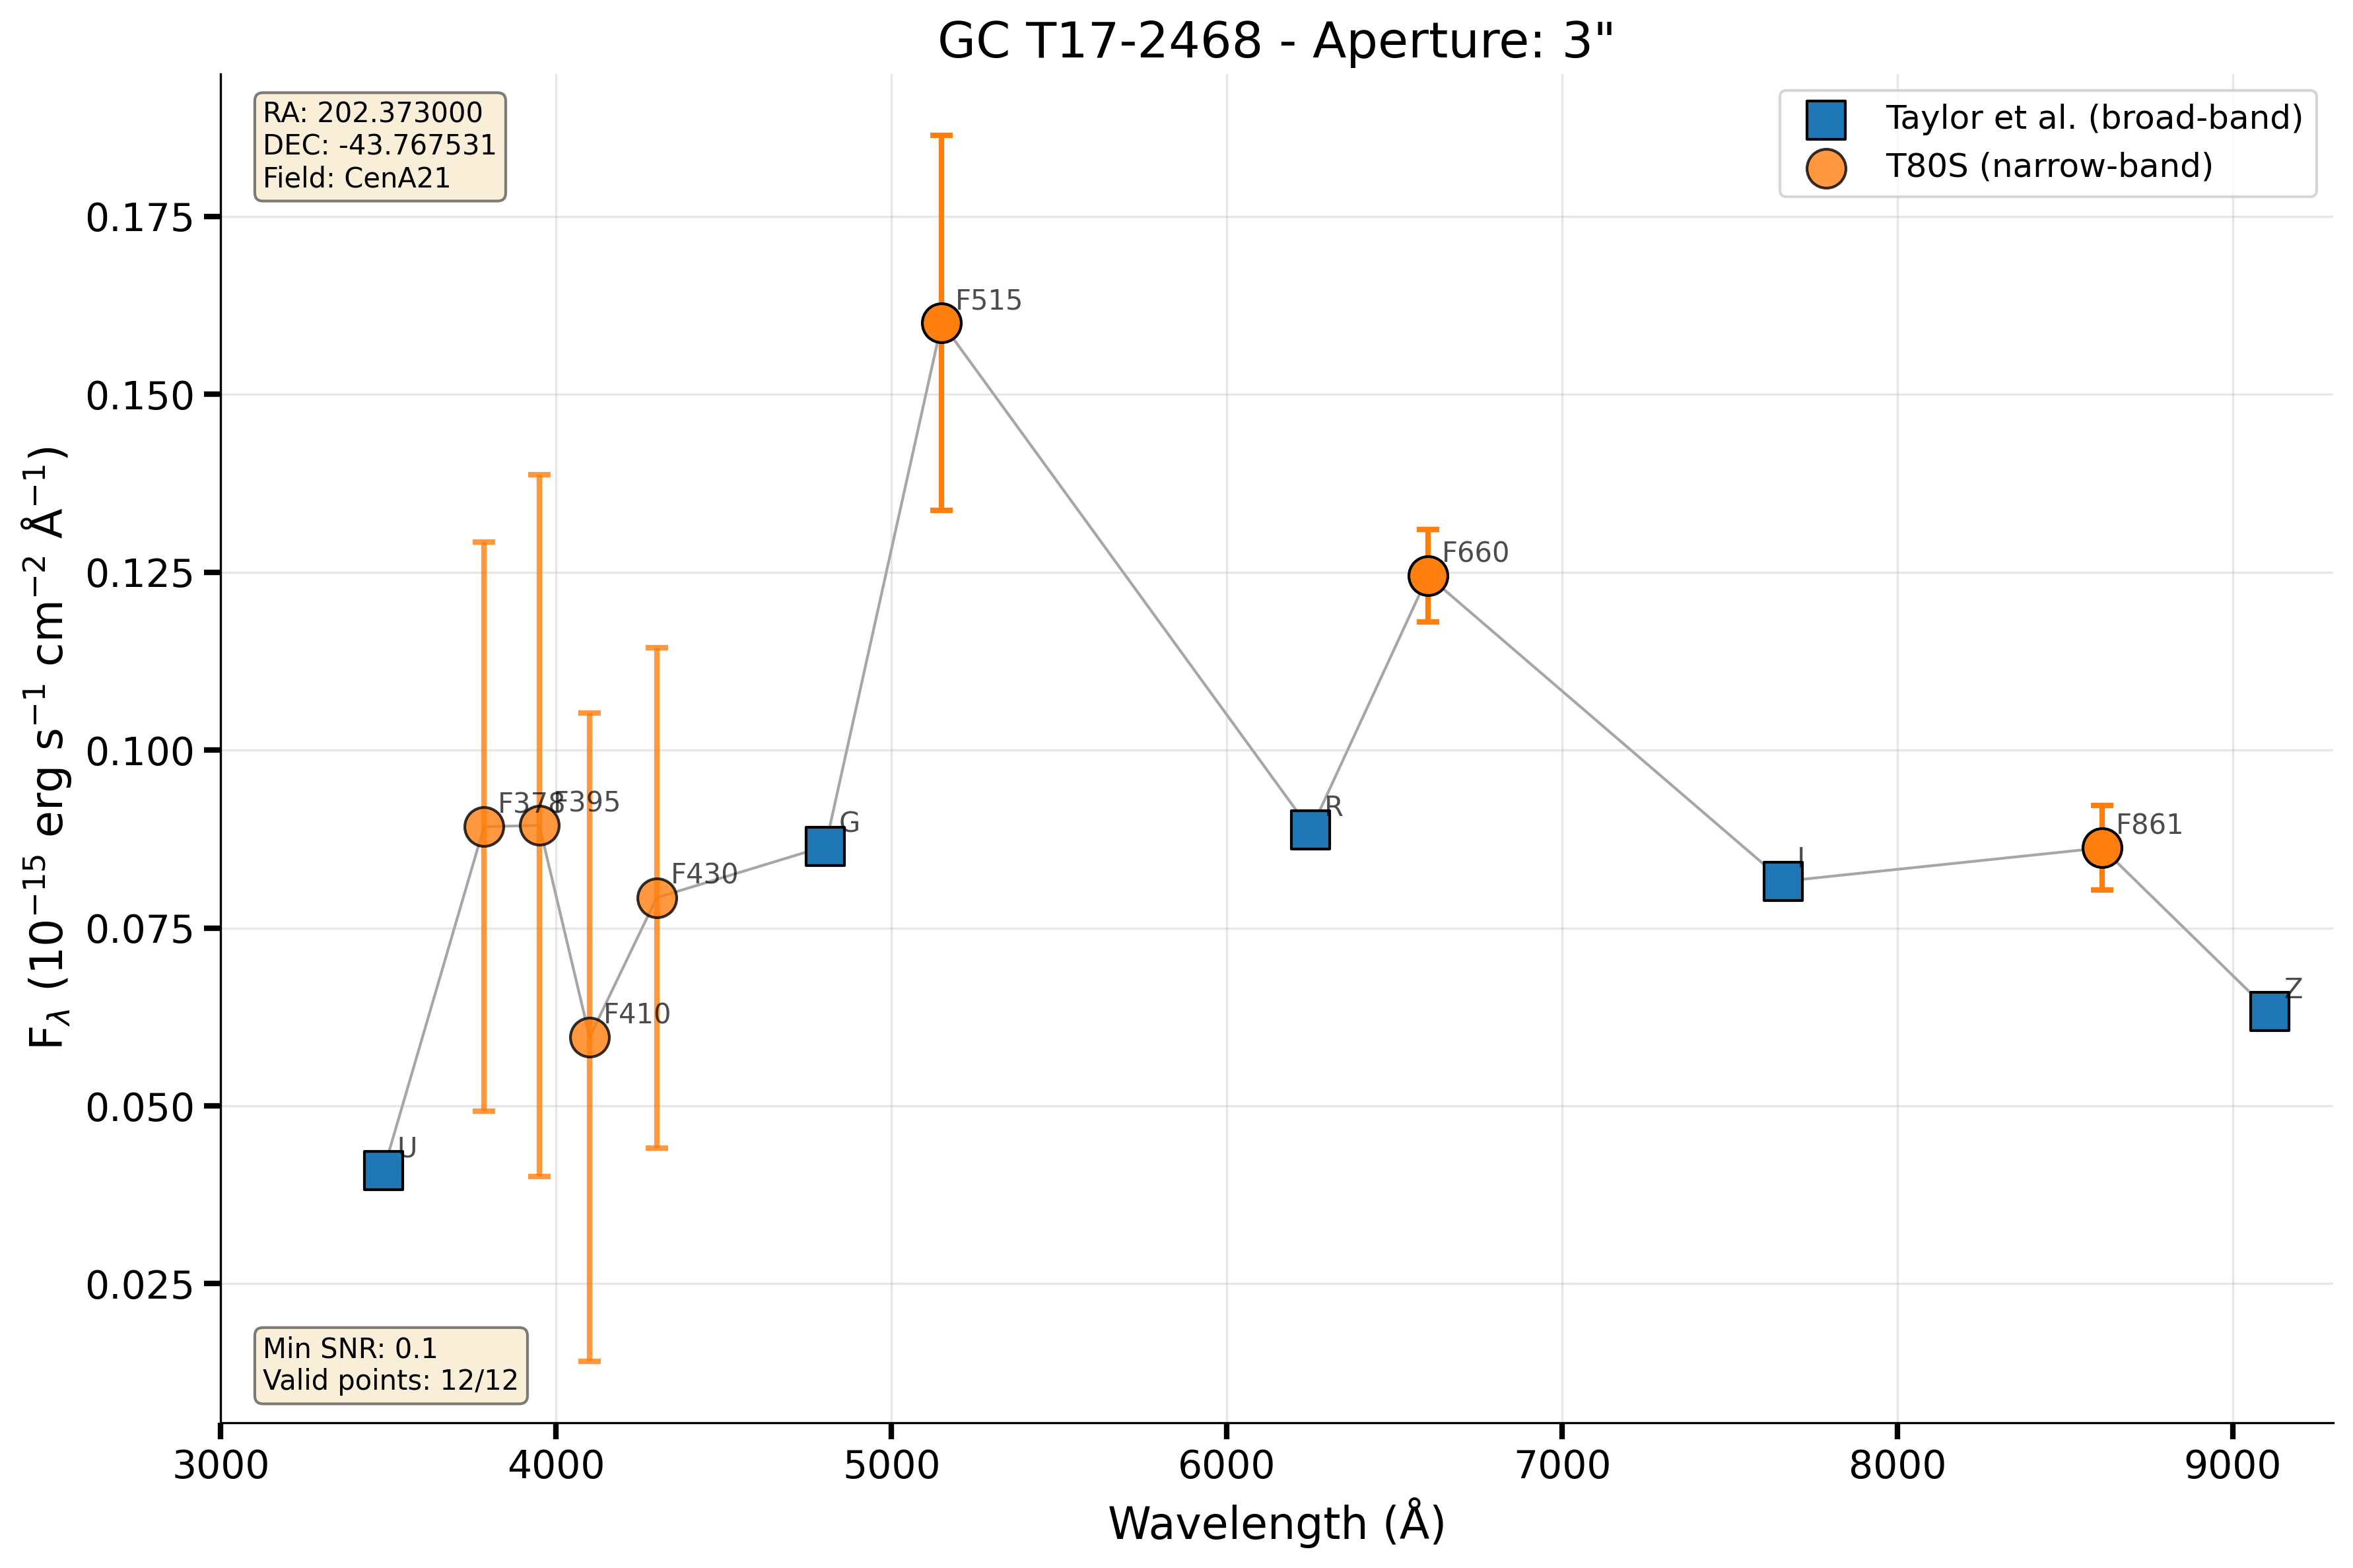 GC T17-2468 - Aperture: 3"
RA: 202.373000
DEC: -43.767531
Field: CenA21
Taylor et al. (broad-band)
T80S (narrow-band)
F515
F660
F378
F395
G
R
F861
I
F430
F410
Z
U
Min SNR: 0.1
Valid points: 12/12
0.175
0.150
0.125
0.100
0.075
0.050
0.025
F_λ (10⁻¹⁵ erg s⁻¹ cm⁻² Å⁻¹)
3000 4000 5000 6000 7000 8000 9000
Wavelength (Å)